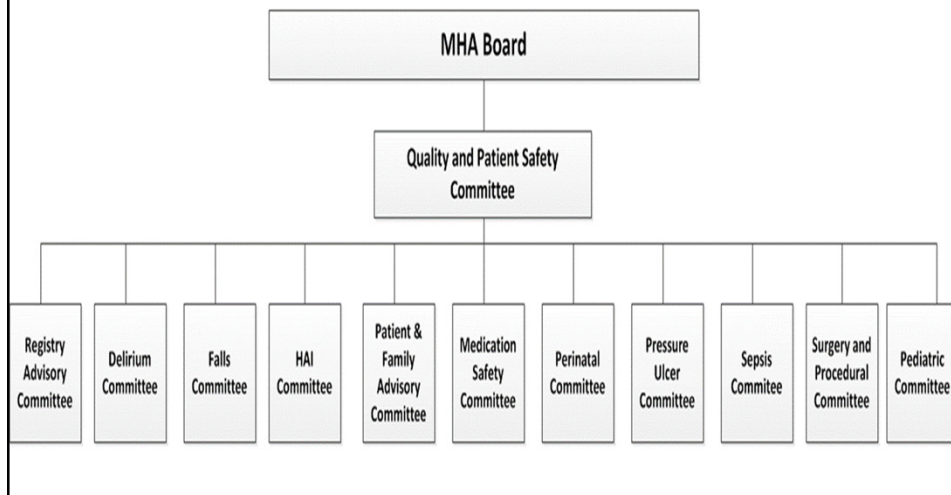 MHA Board
Quality and Patient Safety
Committee
Registry
Advisory
Committee
Delirium
Committee
Falls
Committee
HAI
Committee
Patient &
Family
Advisory
Committee
Medication
Safety
Committee
Perinatal
Committee
Pressure
Ulcer
Committee
Sepsis
Commitee
Surgery and
Procedural
Committee
Pediatric
Committee